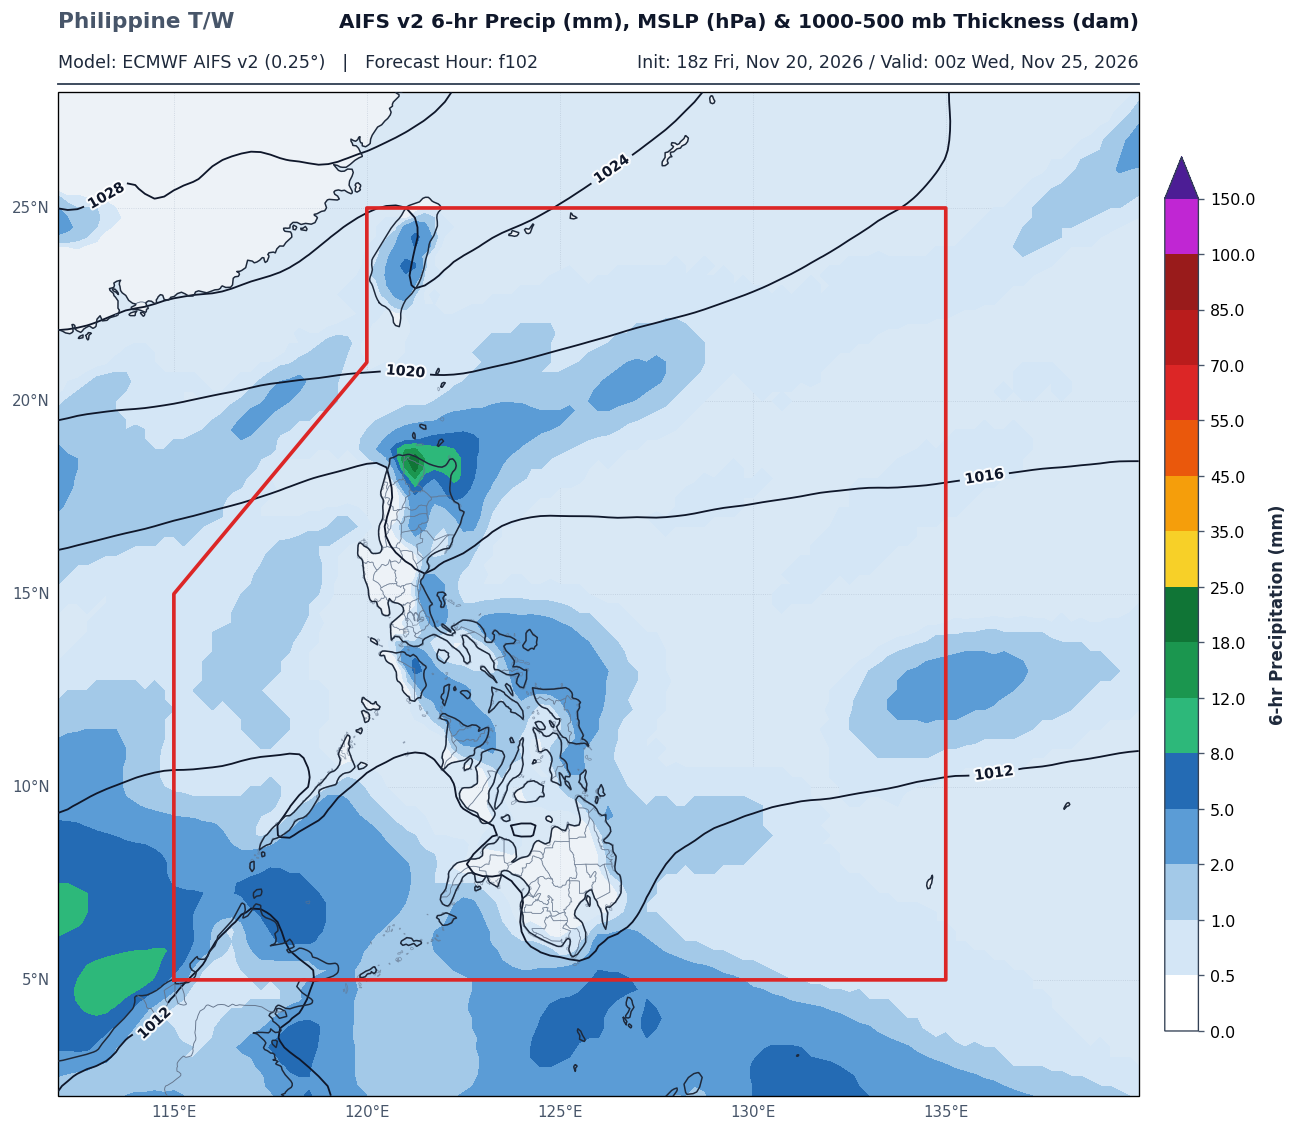 Philippine T/W
AIFS v2 6-hr Precip (mm), MSLP (hPa) & 1000-500 mb Thickness (dam)
Model: ECMWF AIFS v2 (0.25°)   |   Forecast Hour: f102
Init: 18z Fri, Nov 20, 2026 / Valid: 00z Wed, Nov 25, 2026
1028
1024
1020
1016
1012
1012
25°N
20°N
15°N
10°N
5°N
115°E
120°E
125°E
130°E
135°E
150.0
100.0
85.0
70.0
55.0
45.0
35.0
25.0
18.0
12.0
8.0
5.0
2.0
1.0
0.5
0.0
6-hr Precipitation (mm)